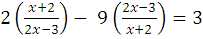 2 ( (x+2)/(2x−3) ) − 9 ( (2x−3)/(x+2) ) = 3